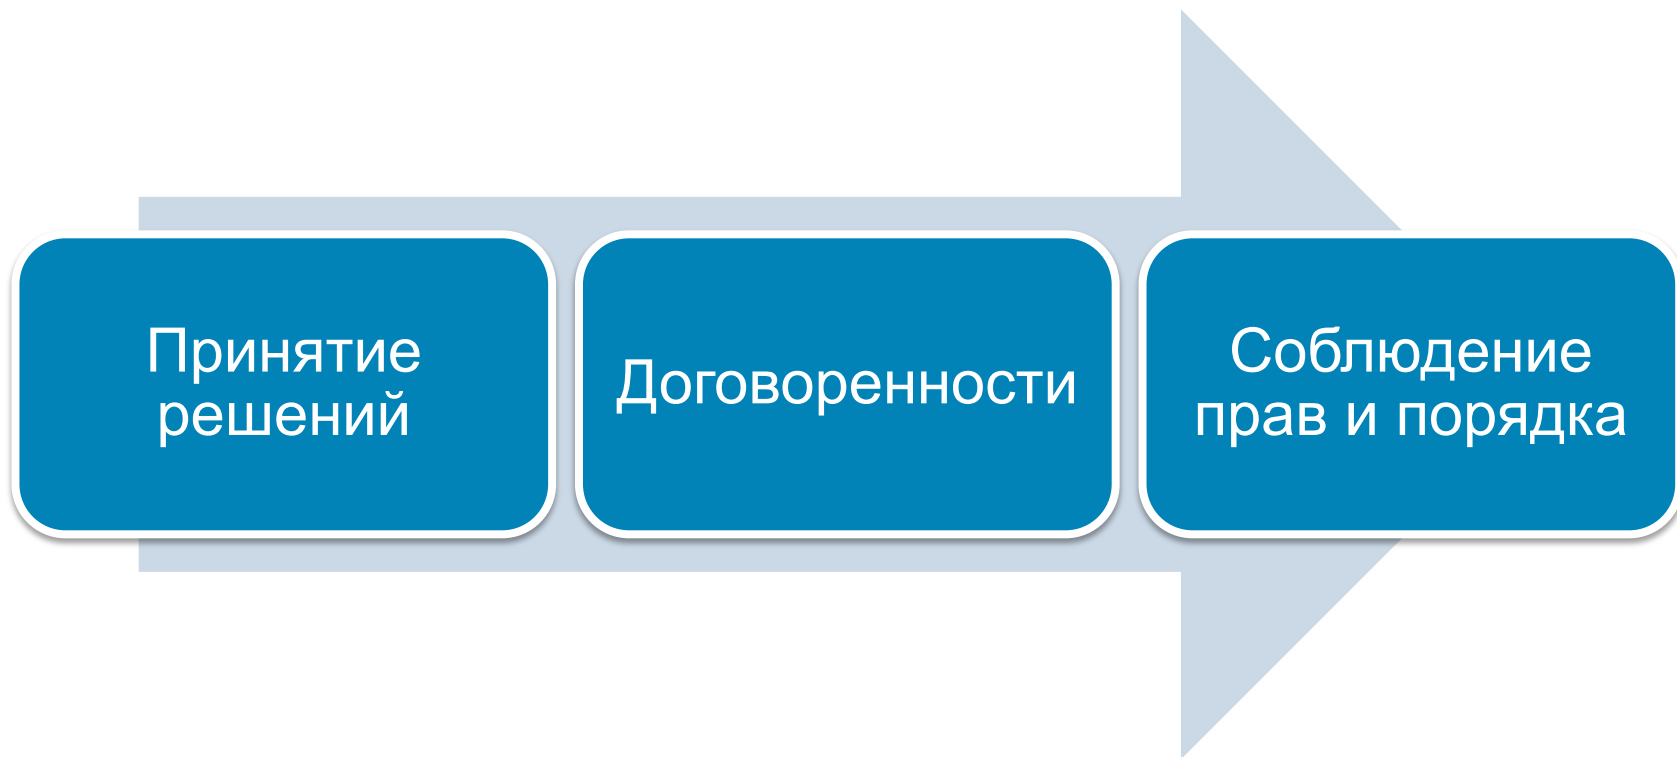 Принятие
решений
Договоренности
Соблюдение
прав и порядка